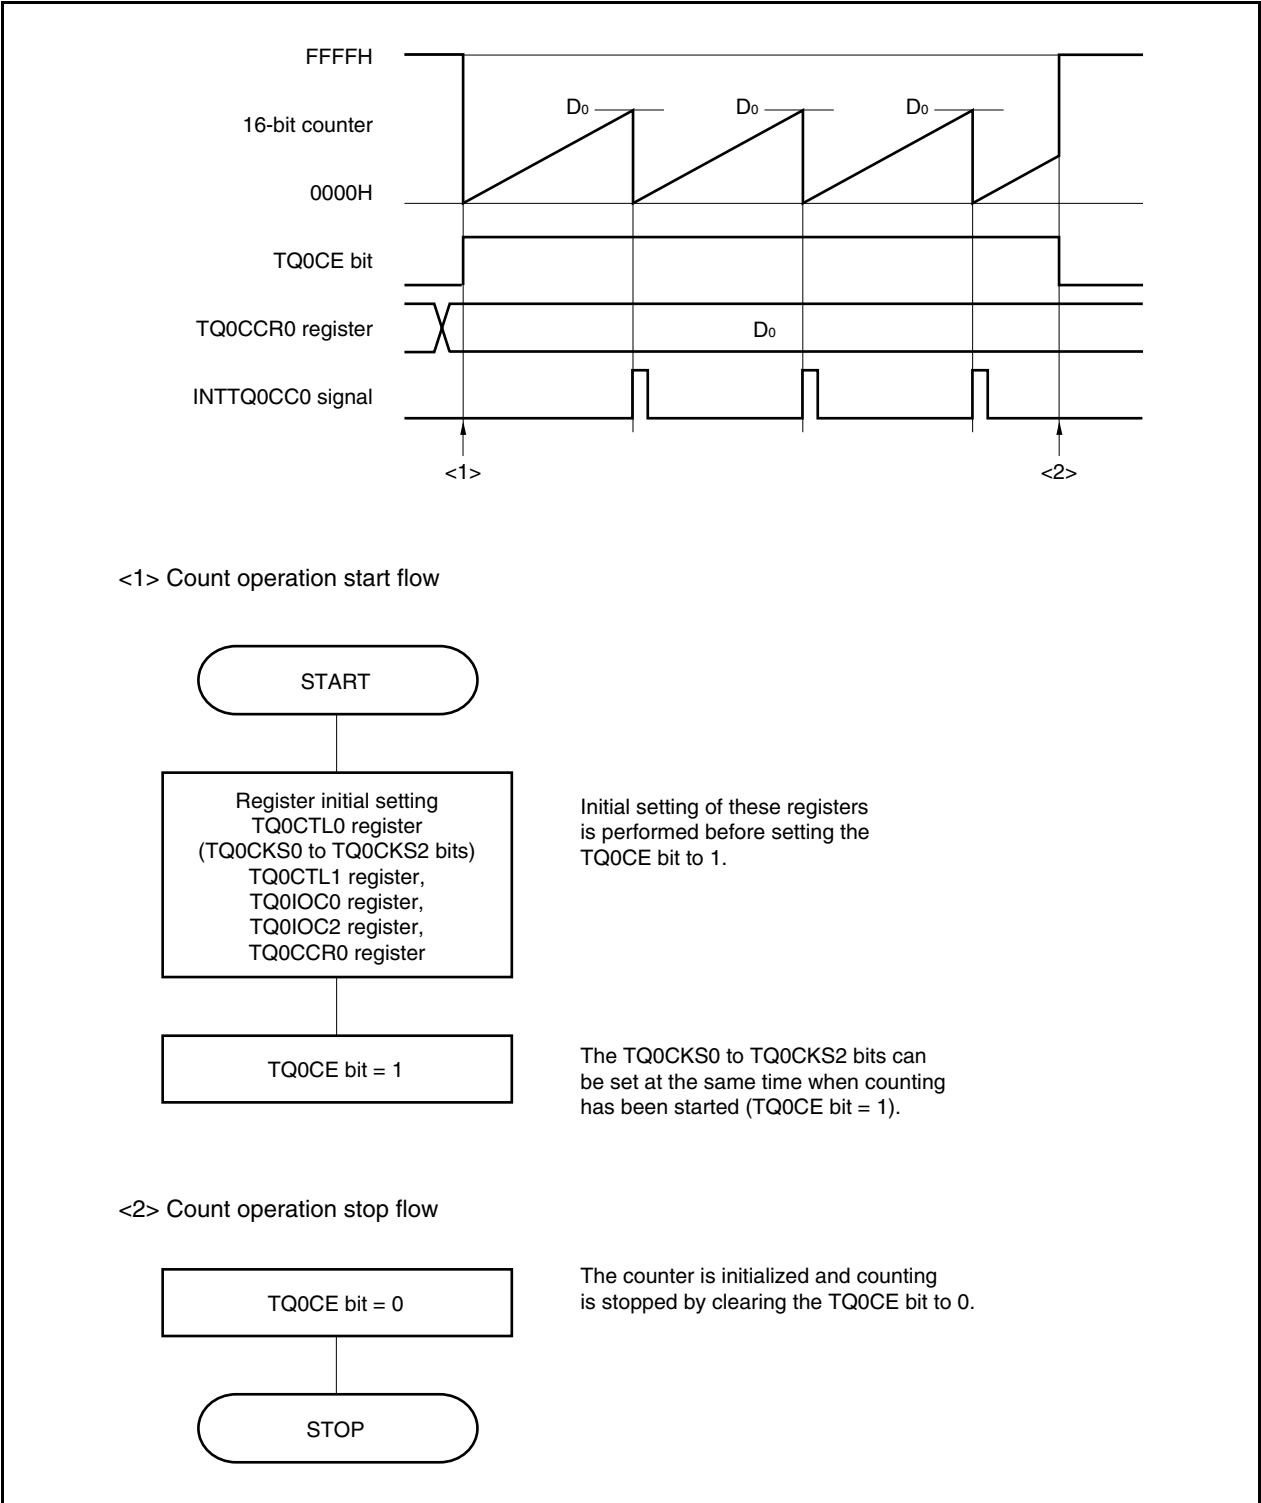 FFFFH
D0 D0 D0
16-bit counter
0000H
TQ0CE bit
TQ0CCR0 register D0
INTTQ0CC0 signal
<1> <2>
<1> Count operation start flow
START
Register initial setting
TQ0CTL0 register
(TQ0CKS0 to TQ0CKS2 bits)
TQ0CTL1 register,
TQ0IOC0 register,
TQ0IOC2 register,
TQ0CCR0 register
Initial setting of these registers
is performed before setting the
TQ0CE bit to 1.
TQ0CE bit = 1
The TQ0CKS0 to TQ0CKS2 bits can
be set at the same time when counting
has been started (TQ0CE bit = 1).
<2> Count operation stop flow
TQ0CE bit = 0
The counter is initialized and counting
is stopped by clearing the TQ0CE bit to 0.
STOP